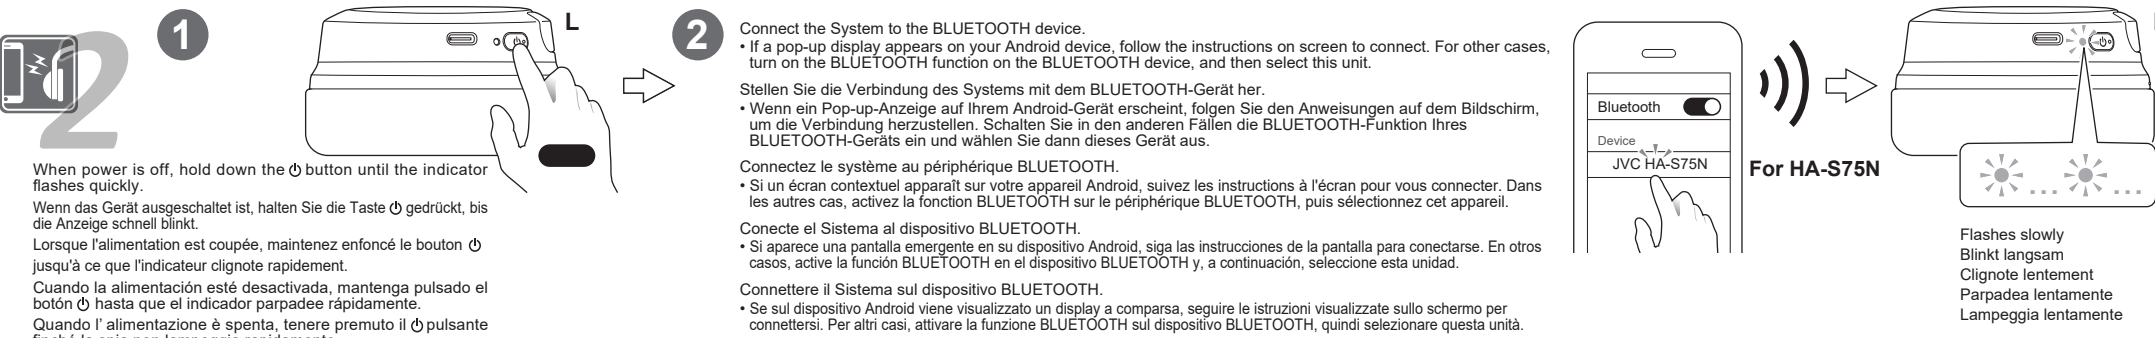 2
1
L
When power is off, hold down the button until the indicator
flashes quickly.
Wenn das Gerät ausgeschaltet ist, halten Sie die Taste gedrückt, bis
die Anzeige schnell blinkt.
Lorsque l'alimentation est coupée, maintenez enfoncé le bouton
jusqu'à ce que l'indicateur clignote rapidement.
Cuando la alimentación esté desactivada, mantenga pulsado el
botón hasta que el indicador parpadee rápidamente.
Quando l' alimentazione è spenta, tenere premuto il pulsante
2
Connect the System to the BLUETOOTH device.
• If a pop-up display appears on your Android device, follow the instructions on screen to connect. For other cases,
turn on the BLUETOOTH function on the BLUETOOTH device, and then select this unit.
Stellen Sie die Verbindung des Systems mit dem BLUETOOTH-Gerät her.
• Wenn ein Pop-up-Anzeige auf Ihrem Android-Gerät erscheint, folgen Sie den Anweisungen auf dem Bildschirm,
um die Verbindung herzustellen. Schalten Sie in den anderen Fällen die BLUETOOTH-Funktion Ihres
BLUETOOTH-Geräts ein und wählen Sie dann dieses Gerät aus.
Connectez le système au périphérique BLUETOOTH.
• Si un écran contextuel apparaît sur votre appareil Android, suivez les instructions à l'écran pour vous connecter. Dans
les autres cas, activez la fonction BLUETOOTH sur le périphérique BLUETOOTH, puis sélectionnez cet appareil.
Conecte el Sistema al dispositivo BLUETOOTH.
• Si aparece una pantalla emergente en su dispositivo Android, siga las instrucciones de la pantalla para conectarse. En otros
casos, active la función BLUETOOTH en el dispositivo BLUETOOTH y, a continuación, seleccione esta unidad.
Connettere il Sistema sul dispositivo BLUETOOTH.
• Se sul dispositivo Android viene visualizzato un display a comparsa, seguire le istruzioni visualizzate sullo schermo per
connettersi. Per altri casi, attivare la funzione BLUETOOTH sul dispositivo BLUETOOTH, quindi selezionare questa unità.
Bluetooth
Device
JVC HA-S75N
For HA-S75N
... ...
Flashes slowly
Blinkt langsam
Clignote lentement
Parpadea lentamente
Lampeggia lentamente